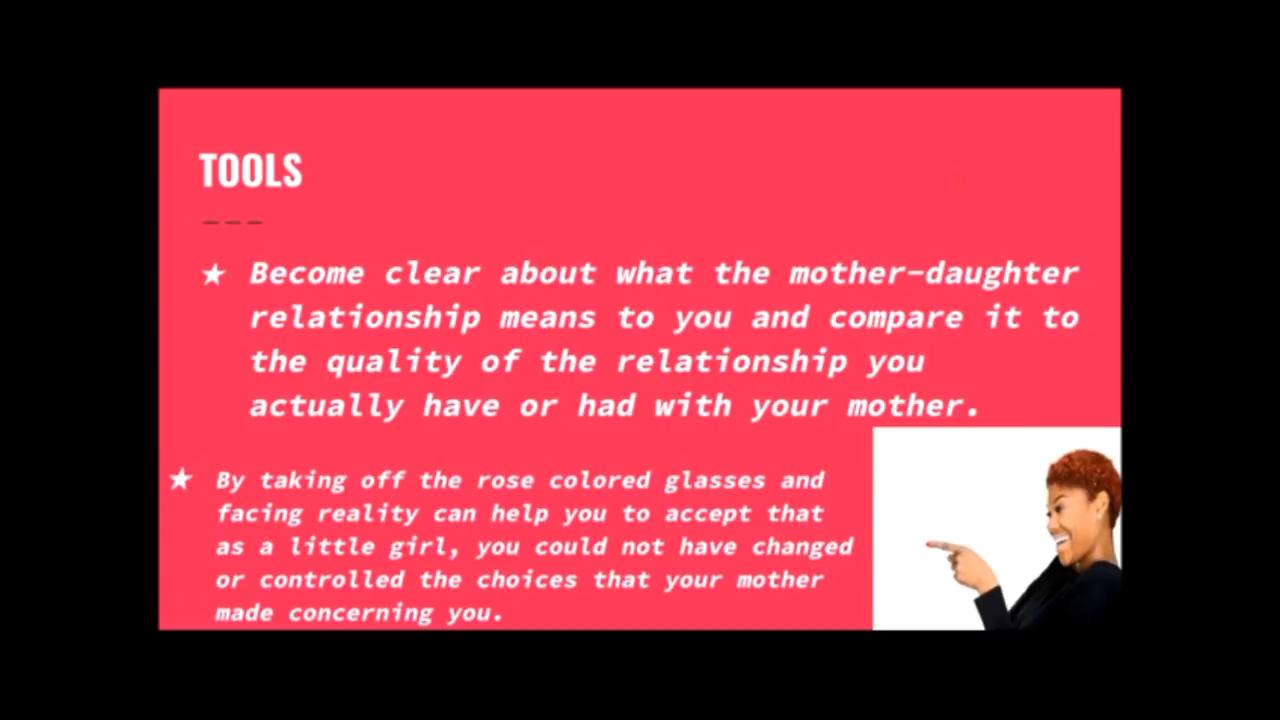 TOOLS
★ Become clear about what the mother-daughter
relationship means to you and compare it to
the quality of the relationship you
actually have or had with your mother.
★ By taking off the rose colored glasses and
facing reality can help you to accept that
as a little girl, you could not have changed
or controlled the choices that your mother
made concerning you.